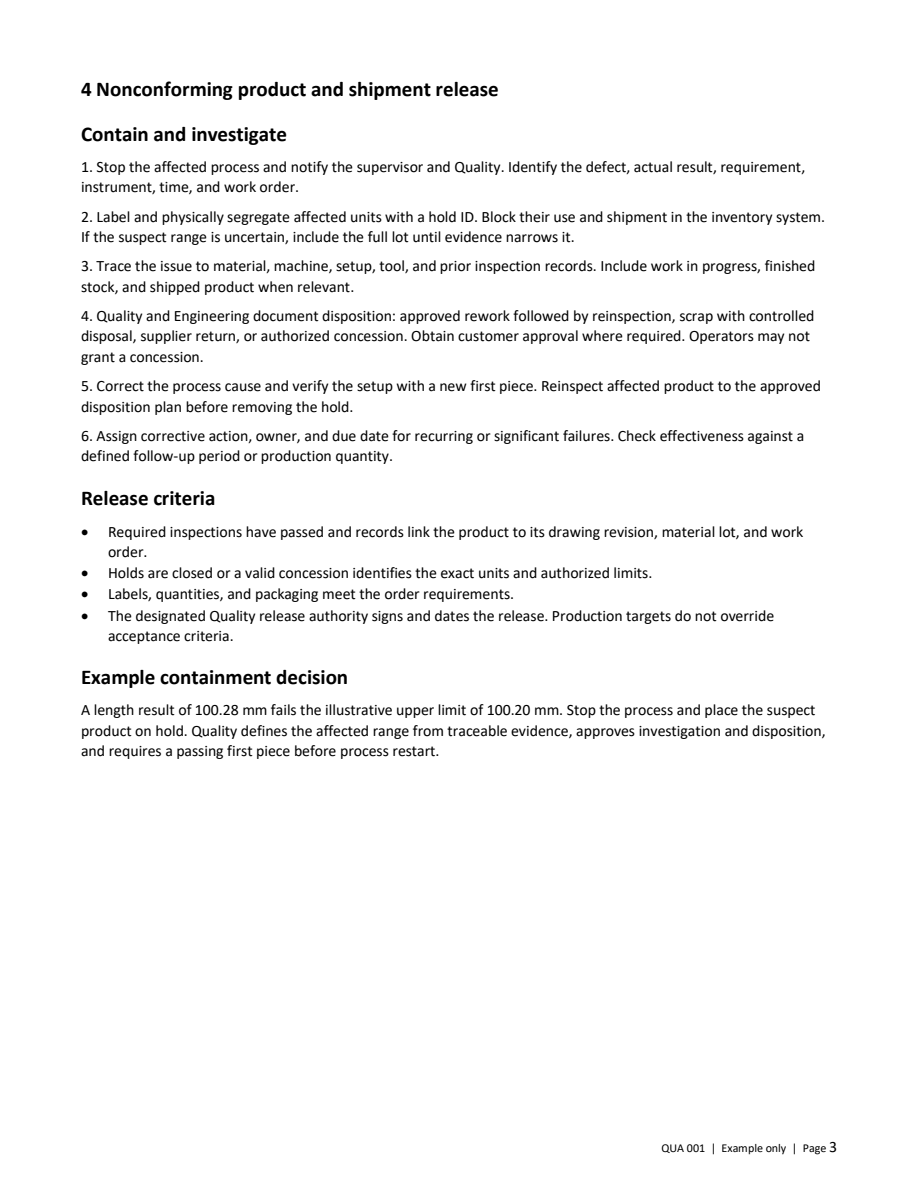 4 Nonconforming product and shipment release
Contain and investigate
1. Stop the affected process and notify the supervisor and Quality. Identify the defect, actual result, requirement,
instrument, time, and work order.
2. Label and physically segregate affected units with a hold ID. Block their use and shipment in the inventory system.
If the suspect range is uncertain, include the full lot until evidence narrows it.
3. Trace the issue to material, machine, setup, tool, and prior inspection records. Include work in progress, finished
stock, and shipped product when relevant.
4. Quality and Engineering document disposition: approved rework followed by reinspection, scrap with controlled
disposal, supplier return, or authorized concession. Obtain customer approval where required. Operators may not
grant a concession.
5. Correct the process cause and verify the setup with a new first piece. Reinspect affected product to the approved
disposition plan before removing the hold.
6. Assign corrective action, owner, and due date for recurring or significant failures. Check effectiveness against a
defined follow-up period or production quantity.
Release criteria
• Required inspections have passed and records link the product to its drawing revision, material lot, and work
order.
• Holds are closed or a valid concession identifies the exact units and authorized limits.
• Labels, quantities, and packaging meet the order requirements.
• The designated Quality release authority signs and dates the release. Production targets do not override
acceptance criteria.
Example containment decision
A length result of 100.28 mm fails the illustrative upper limit of 100.20 mm. Stop the process and place the suspect
product on hold. Quality defines the affected range from traceable evidence, approves investigation and disposition,
and requires a passing first piece before process restart.
QUA 001 | Example only | Page 3